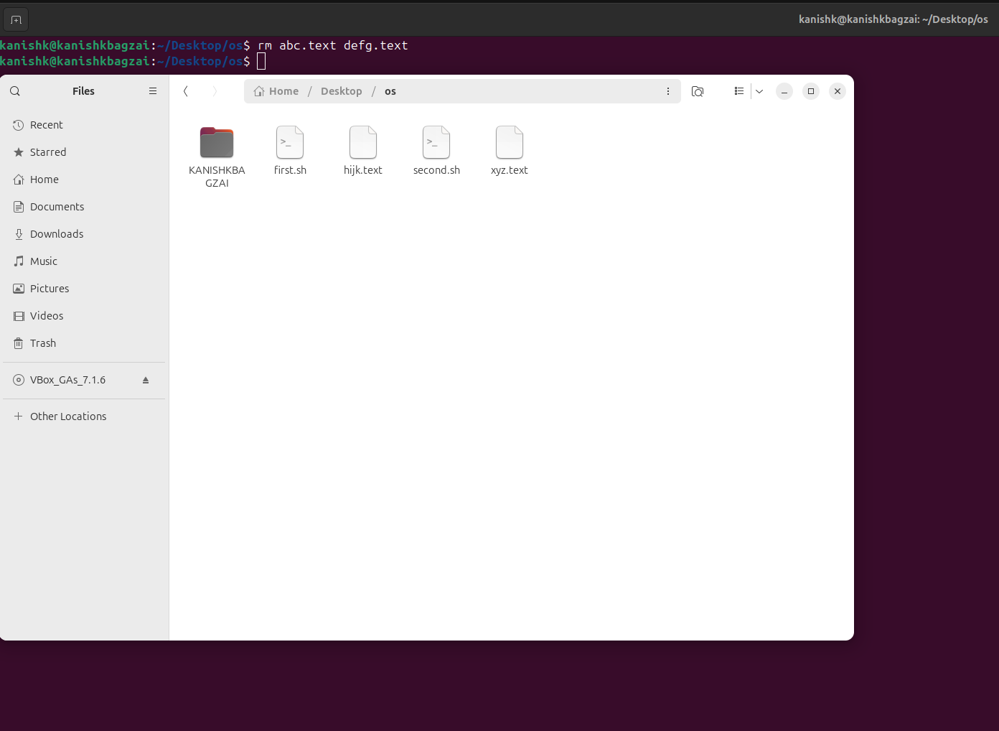 kanishk@kanishkbagzai: ~/Desktop/os
kanishk@kanishkbagzai:~/Desktop/os$ rm abc.text defg.text
kanishk@kanishkbagzai:~/Desktop/os$
Files
Home / Desktop / os
Recent
Starred
Home
Documents
Downloads
Music
Pictures
Videos
Trash
VBox_GAs_7.1.6
Other Locations
KANISHKBA
GZAI
first.sh
hijk.text
second.sh
xyz.text